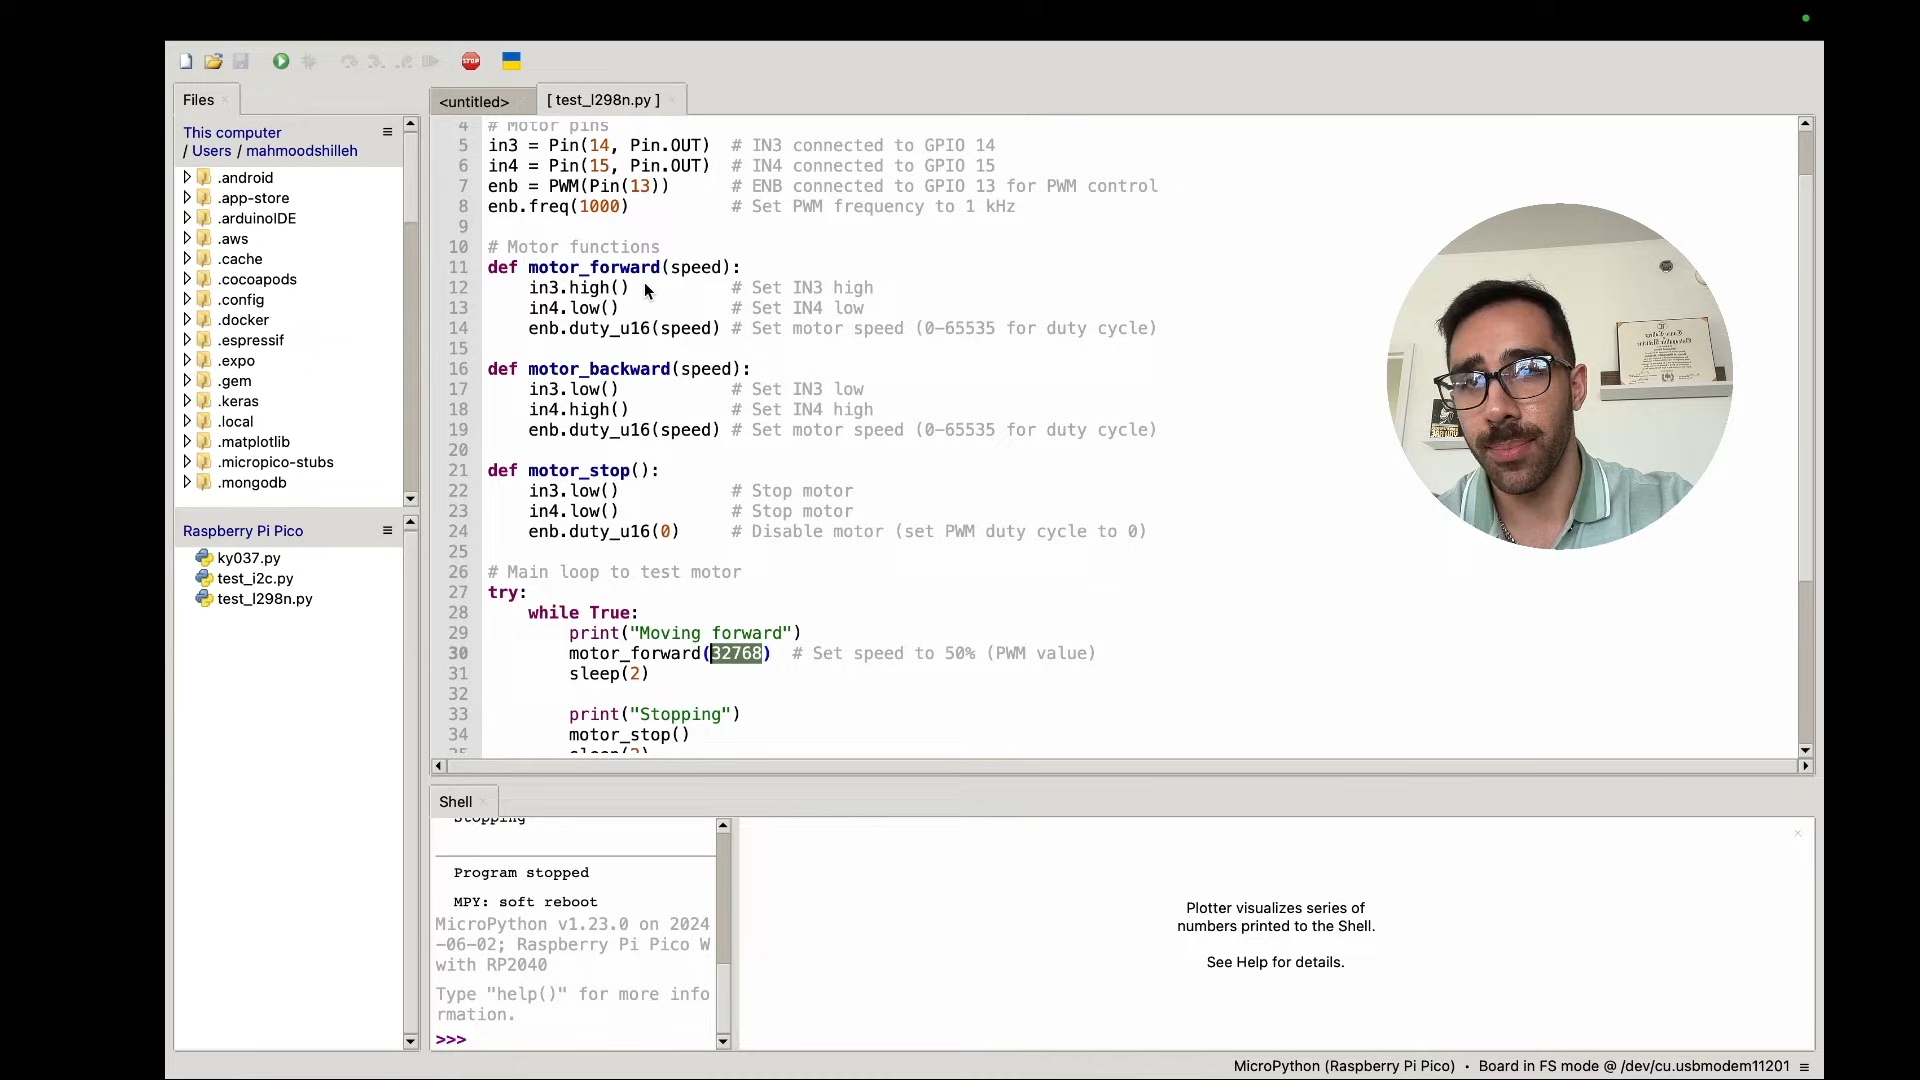 STOP
Files
This computer
/ Users / mahmoodshilleh
.android
.app-store
.arduinoIDE
.aws
.cache
.cocoapods
.config
.docker
.espressif
.expo
.gem
.keras
.local
.matplotlib
.micropico-stubs
.mongodb
Raspberry Pi Pico
ky037.py
test_i2c.py
test_l298n.py
<untitled>
[ test_l298n.py ]
4 # Motor pins
5 in3 = Pin(14, Pin.OUT)  # IN3 connected to GPIO 14
6 in4 = Pin(15, Pin.OUT)  # IN4 connected to GPIO 15
7 enb = PWM(Pin(13))      # ENB connected to GPIO 13 for PWM control
8 enb.freq(1000)          # Set PWM frequency to 1 kHz
9
10 # Motor functions
11 def motor_forward(speed):
12     in3.high()          # Set IN3 high
13     in4.low()           # Set IN4 low
14     enb.duty_u16(speed) # Set motor speed (0-65535 for duty cycle)
15
16 def motor_backward(speed):
17     in3.low()           # Set IN3 low
18     in4.high()          # Set IN4 high
19     enb.duty_u16(speed) # Set motor speed (0-65535 for duty cycle)
20
21 def motor_stop():
22     in3.low()           # Stop motor
23     in4.low()           # Stop motor
24     enb.duty_u16(0)     # Disable motor (set PWM duty cycle to 0)
25
26 # Main loop to test motor
27 try:
28     while True:
29         print("Moving forward")
30         motor_forward(32768)  # Set speed to 50% (PWM value)
31         sleep(2)
32
33         print("Stopping")
34         motor_stop()
35         sleep(2)
Shell
Stopping
Program stopped
MPY: soft reboot
MicroPython v1.23.0 on 2024
-06-02; Raspberry Pi Pico W
with RP2040
Type "help()" for more info
rmation.
>>>
Plotter visualizes series of
numbers printed to the Shell.
See Help for details.
MicroPython (Raspberry Pi Pico) • Board in FS mode @ /dev/cu.usbmodem11201